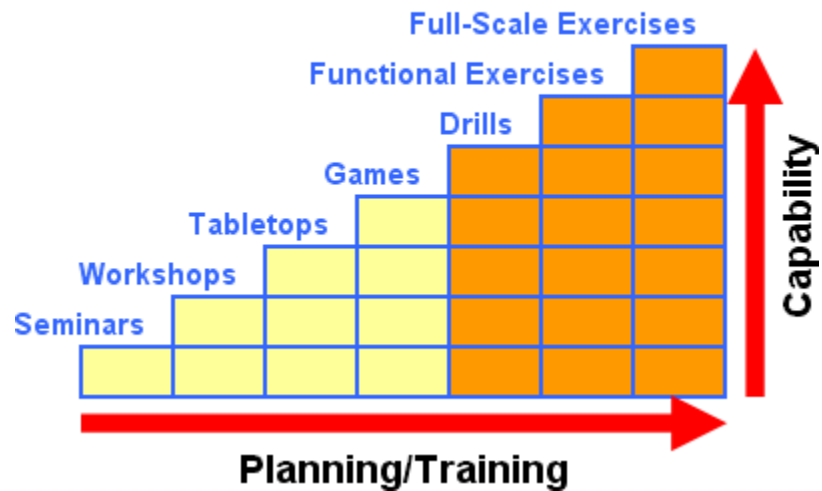 Full-Scale Exercises
Functional Exercises
Drills
Games
Tabletops
Workshops
Seminars
Capability
Planning/Training